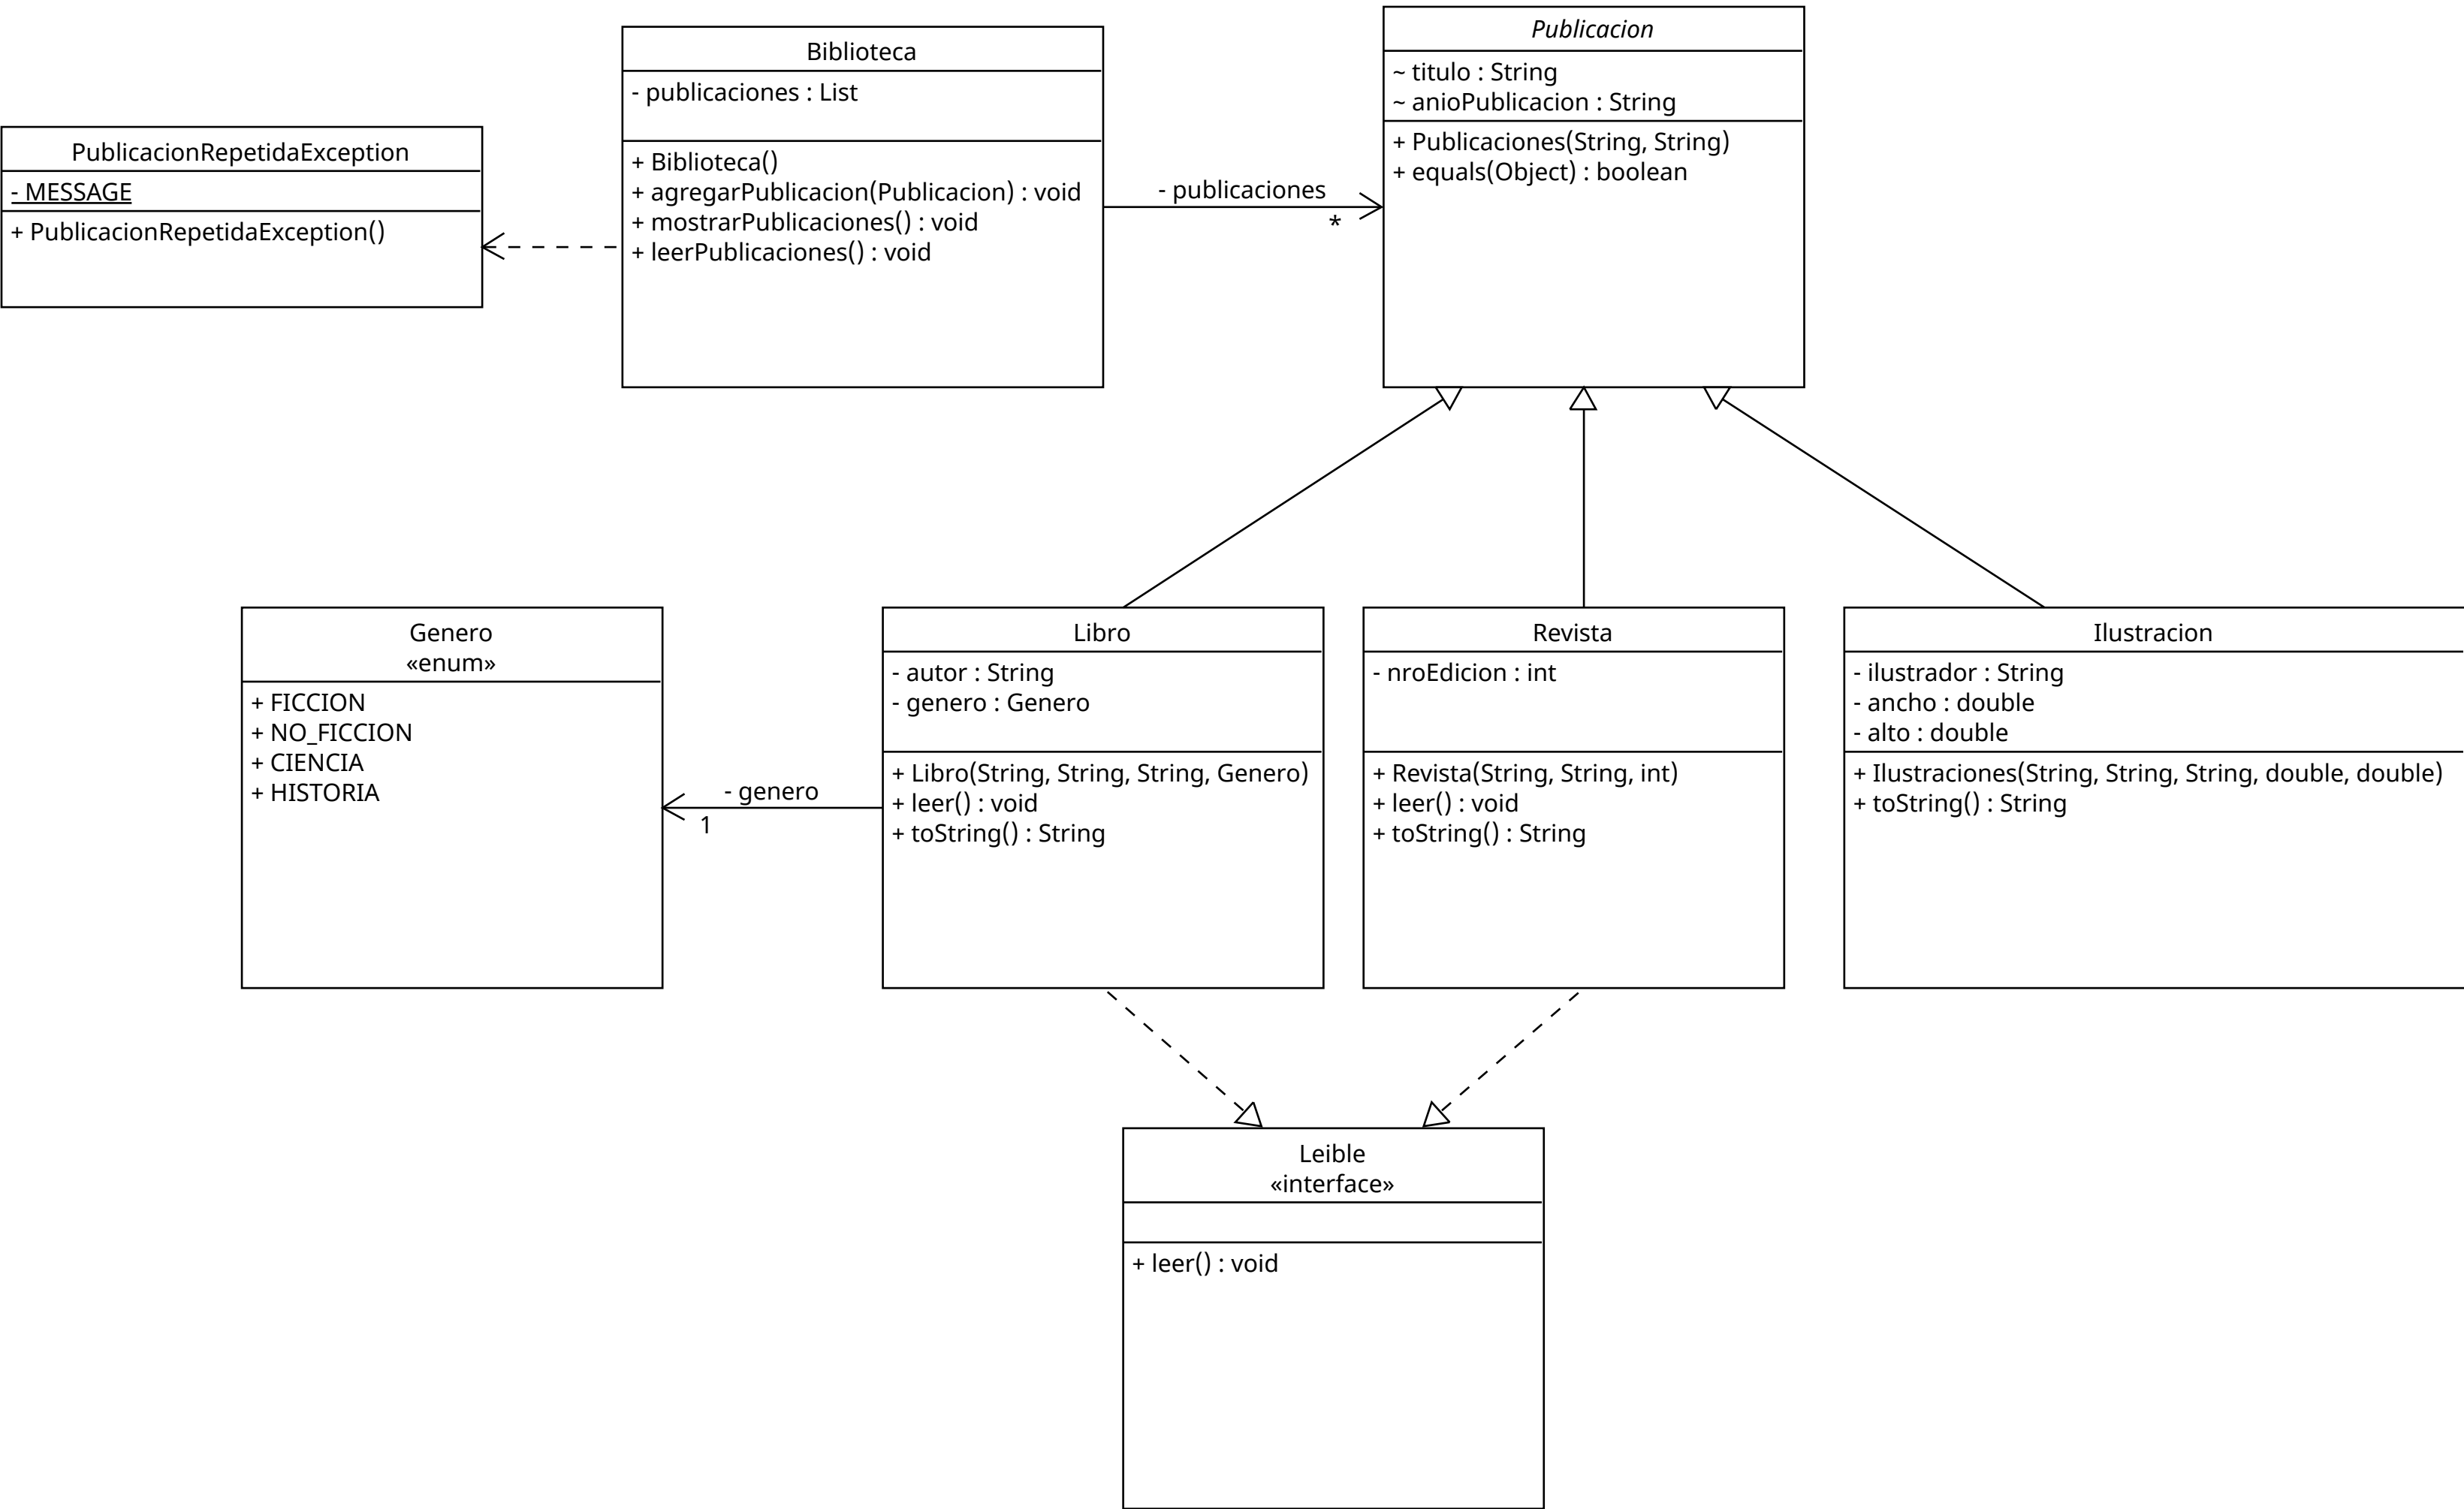 PublicacionRepetidaException
- MESSAGE
+ PublicacionRepetidaException()
Biblioteca
- publicaciones : List
+ Biblioteca()
+ agregarPublicacion(Publicacion) : void
+ mostrarPublicaciones() : void
+ leerPublicaciones() : void
- publicaciones
*
Publicacion
~ titulo : String
~ anioPublicacion : String
+ Publicaciones(String, String)
+ equals(Object) : boolean
Genero
«enum»
+ FICCION
+ NO_FICCION
+ CIENCIA
+ HISTORIA
- genero
1
Libro
- autor : String
- genero : Genero
+ Libro(String, String, String, Genero)
+ leer() : void
+ toString() : String
Revista
- nroEdicion : int
+ Revista(String, String, int)
+ leer() : void
+ toString() : String
Ilustracion
- ilustrador : String
- ancho : double
- alto : double
+ Ilustraciones(String, String, String, double, double)
+ toString() : String
Leible
«interface»
+ leer() : void